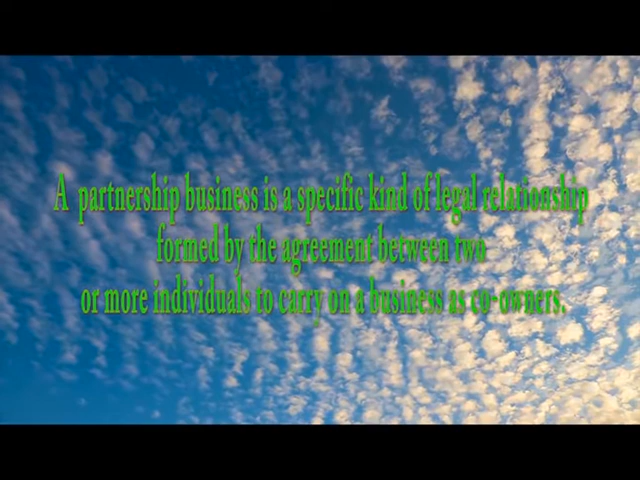 A partnership business is a specific kind of legal relationship
formed by the agreement between two
or more individuals to carry on a business as co-owners.